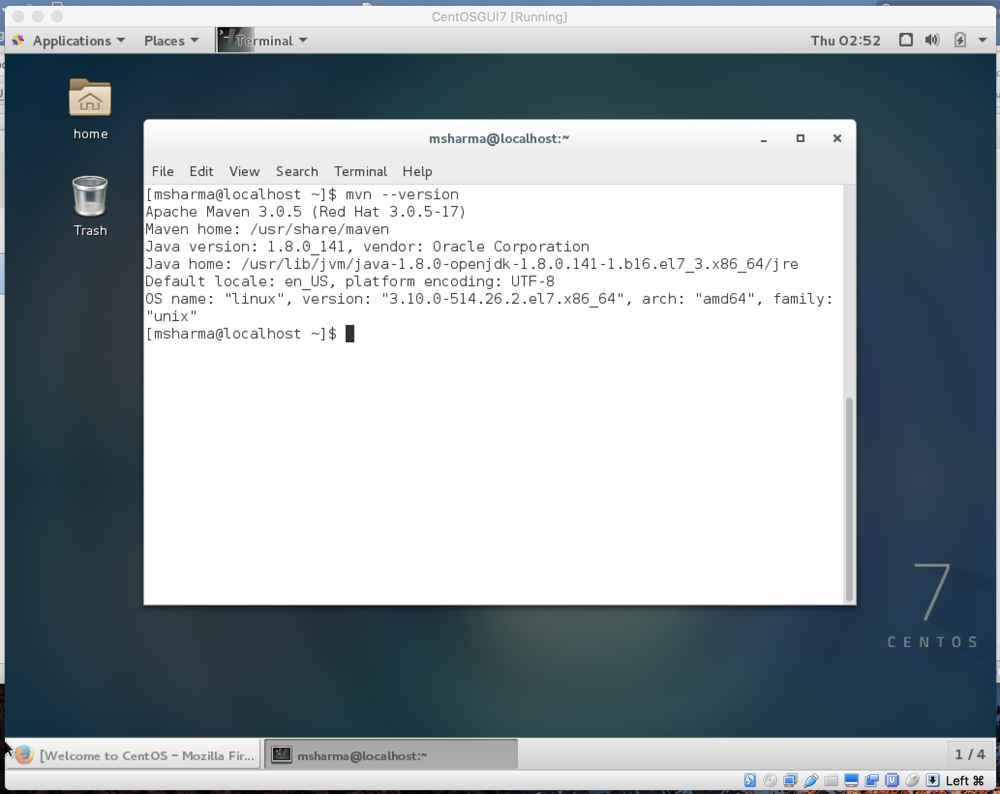 CentOSGUI7 [Running]
Applications Places Terminal Thu 02:52
home
Trash
msharma@localhost:~
File Edit View Search Terminal Help
[msharma@localhost ~]$ mvn --version
Apache Maven 3.0.5 (Red Hat 3.0.5-17)
Maven home: /usr/share/maven
Java version: 1.8.0_141, vendor: Oracle Corporation
Java home: /usr/lib/jvm/java-1.8.0-openjdk-1.8.0.141-1.b16.el7_3.x86_64/jre
Default locale: en_US, platform encoding: UTF-8
OS name: "linux", version: "3.10.0-514.26.2.el7.x86_64", arch: "amd64", family:
"unix"
[msharma@localhost ~]$
7
CENTOS
[Welcome to CentOS - Mozilla Fir... msharma@localhost:~ 1 / 4
Left ⌘